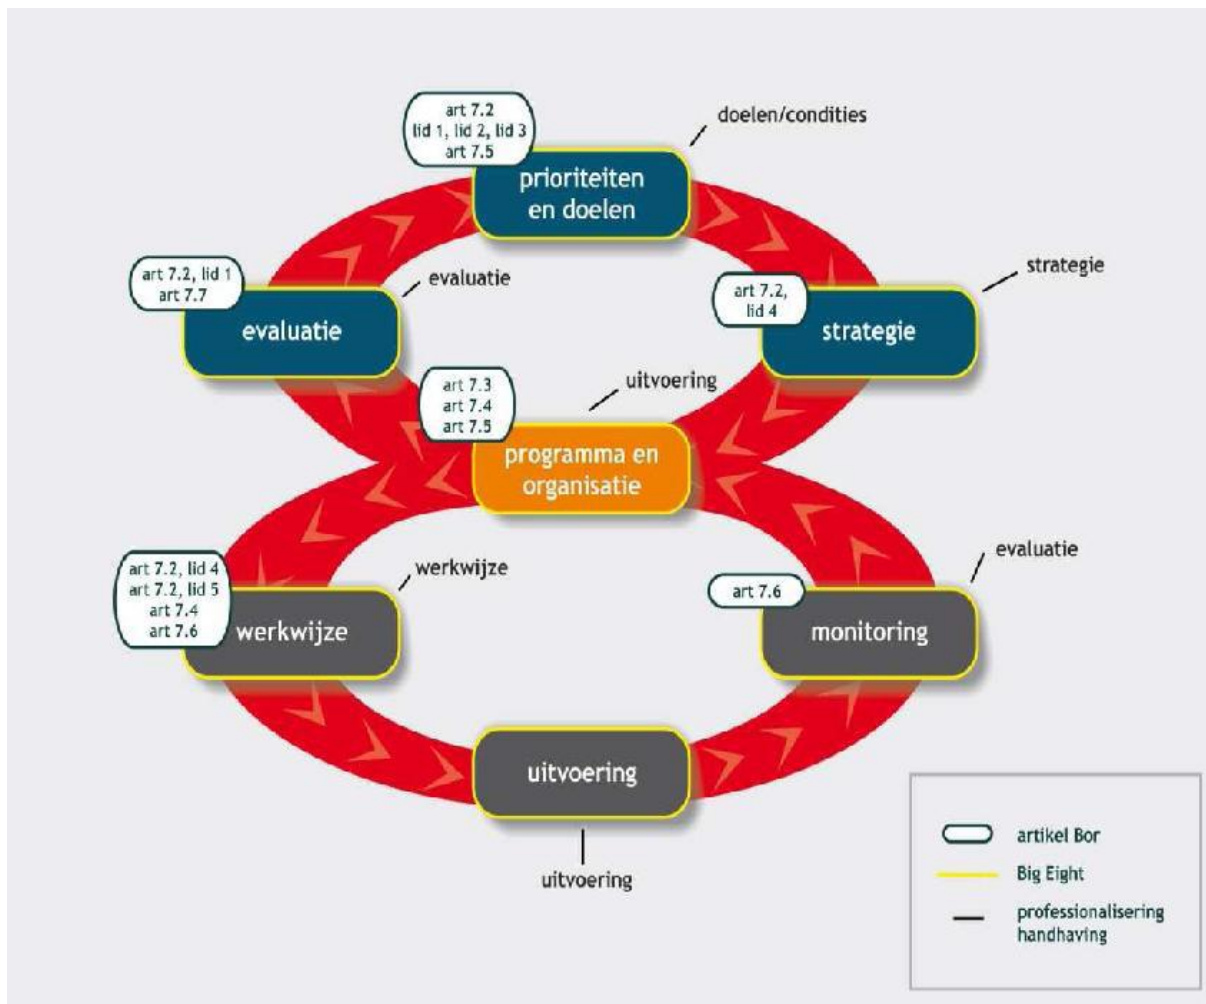 art 7.2
lid 1, lid 2, lid 3
art 7.5
doelen/condities
prioriteiten
en doelen
art 7.2, lid 1
art 7.7
evaluatie
evaluatie
strategie
art 7.2,
lid 4
strategie
art 7.3
art 7.4
art 7.5
uitvoering
programma en
organisatie
art 7.2, lid 4
art 7.2, lid 5
art 7.4
art 7.6
werkwijze
werkwijze
evaluatie
art 7.6
monitoring
uitvoering
uitvoering
artikel Bor
Big Eight
professionalisering
handhaving